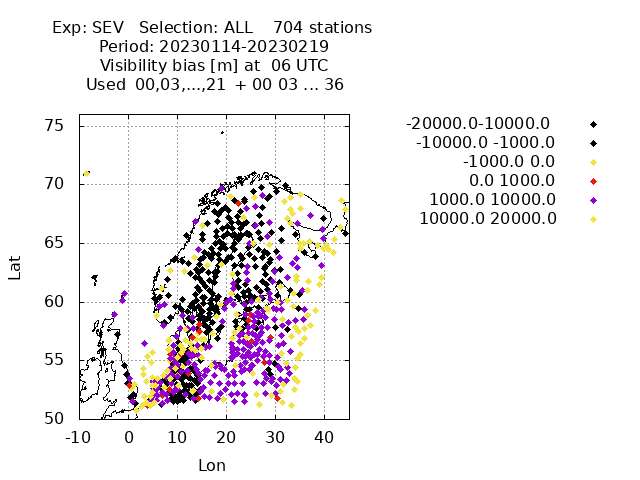 Exp: SEV Selection: ALL 704 stations
Period: 20230114-20230219
Visibility bias [m] at 06 UTC
Used 00,03,...,21 + 00 03 ... 36
75
70
65
60
55
50
-10 0 10 20 30 40
Lat
Lon
-20000.0-10000.0
-10000.0 -1000.0
-1000.0 0.0
0.0 1000.0
1000.0 10000.0
10000.0 20000.0